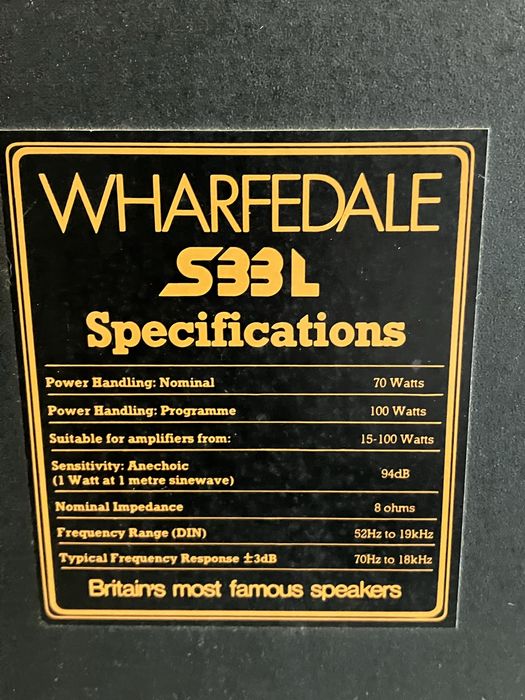 WHARFEDALE
S33L
Specifications
Power Handling: Nominal 70 Watts
Power Handling: Programme 100 Watts
Suitable for amplifiers from: 15-100 Watts
Sensitivity: Anechoic
(1 Watt at 1 metre sinewave) 94dB
Nominal Impedance 8 ohms
Frequency Range (DIN) 52Hz to 19kHz
Typical Frequency Response ±3dB 70Hz to 18kHz
Britain's most famous speakers